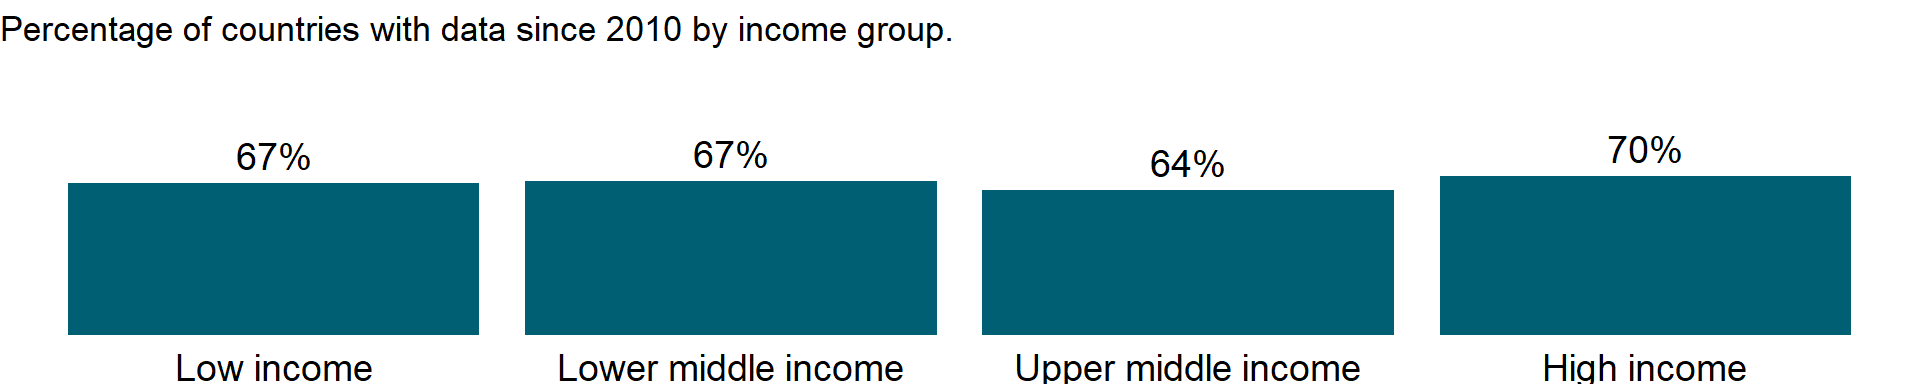 Percentage of countries with data since 2010 by income group.
67%
67%
64%
70%
Low income
Lower middle income
Upper middle income
High income